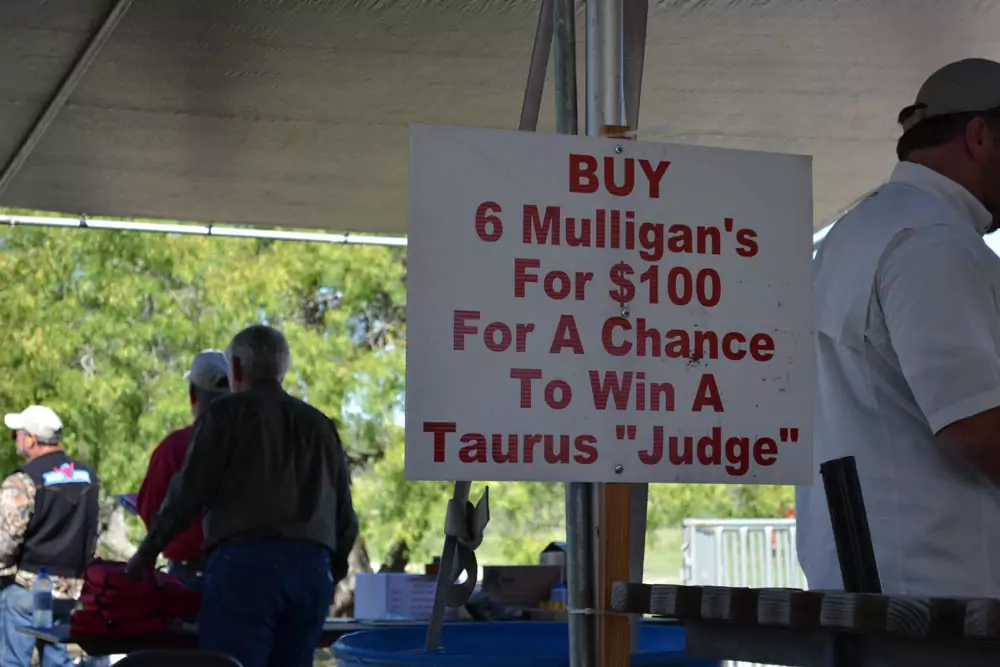 BUY
6 Mulligan's
For $100
For A Chance
To Win A
Taurus "Judge"